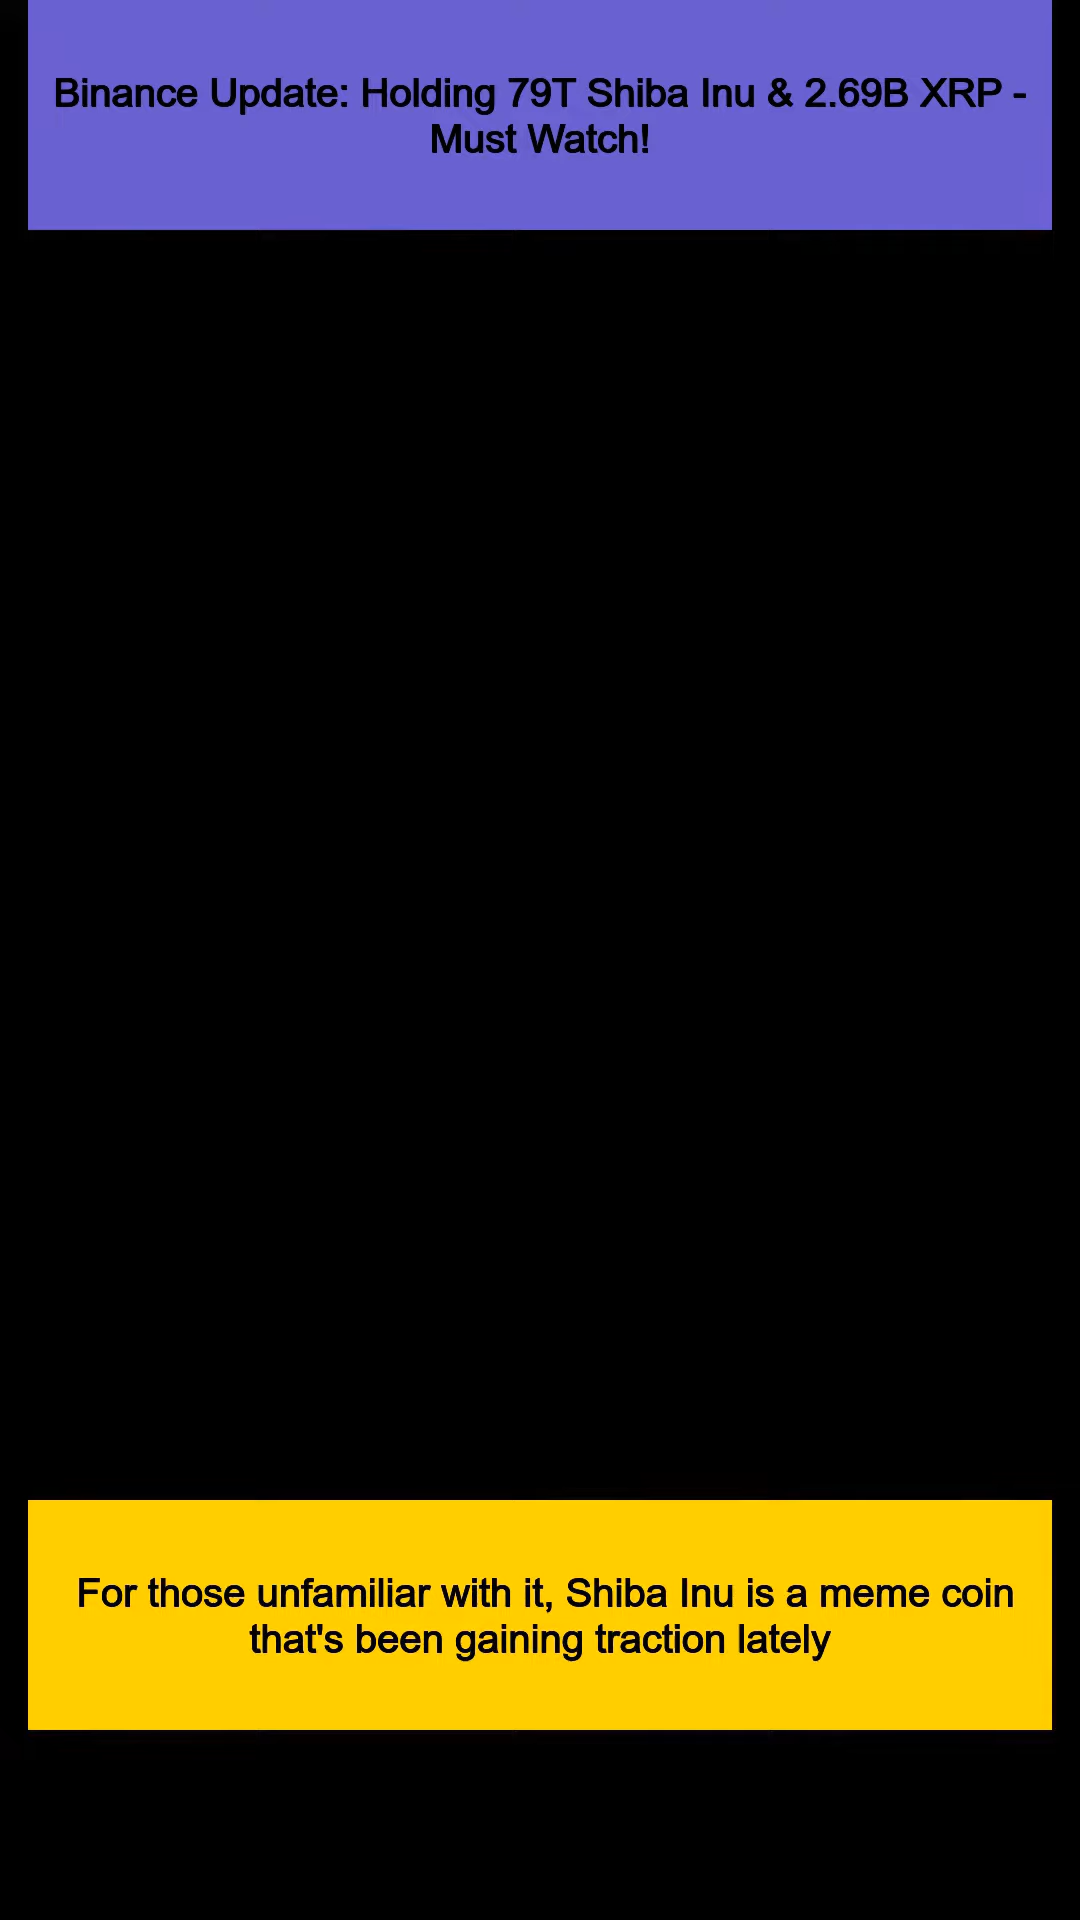 Binance Update: Holding 79T Shiba Inu & 2.69B XRP -
Must Watch!
For those unfamiliar with it, Shiba Inu is a meme coin
that's been gaining traction lately